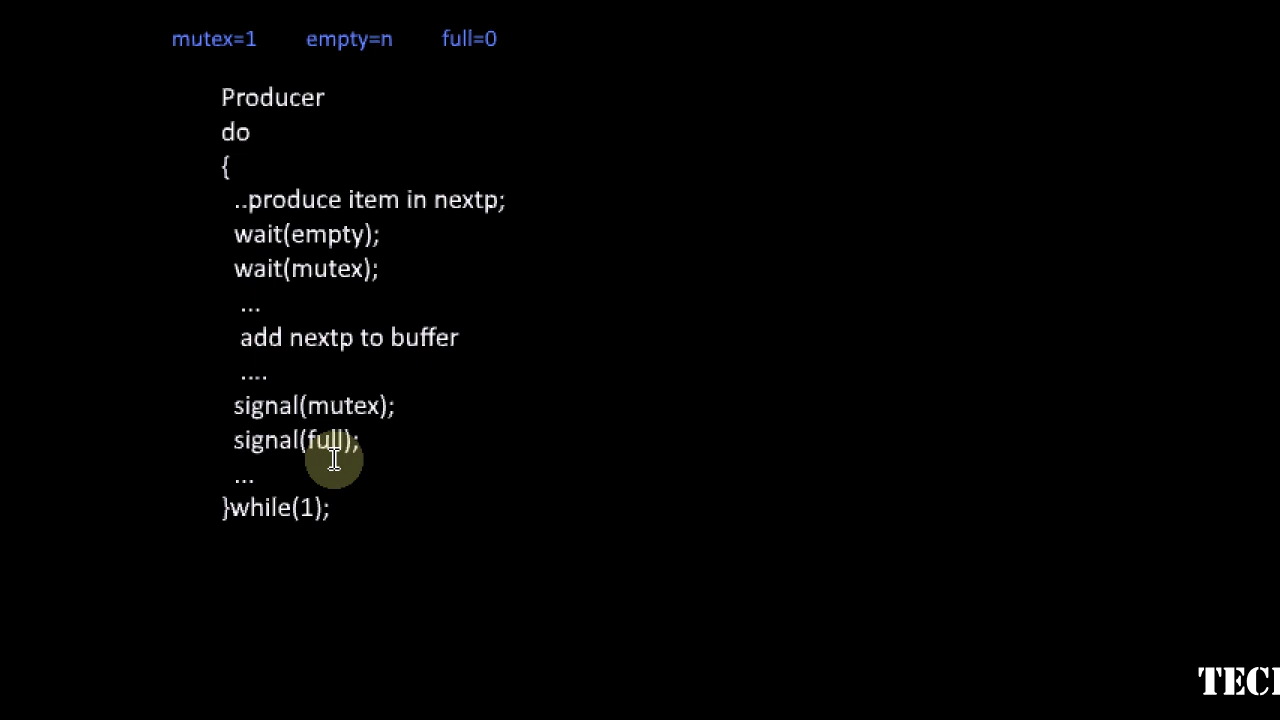 mutex=1 empty=n full=0
Producer
do
{
..produce item in nextp;
wait(empty);
wait(mutex);
...
add nextp to buffer
....
signal(mutex);
signal(full);
...
}while(1);
TECH